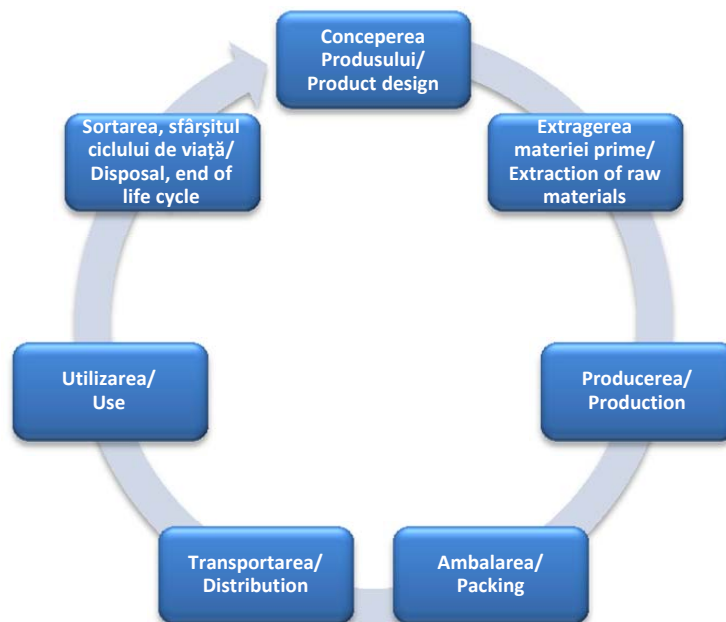 Conceperea
Produsului/
Product design
Extragerea
materiei prime/
Extraction of raw
materials
Producerea/
Production
Ambalarea/
Packing
Transportarea/
Distribution
Utilizarea/
Use
Sortarea, sfârșitul
ciclului de viață/
Disposal, end of
life cycle